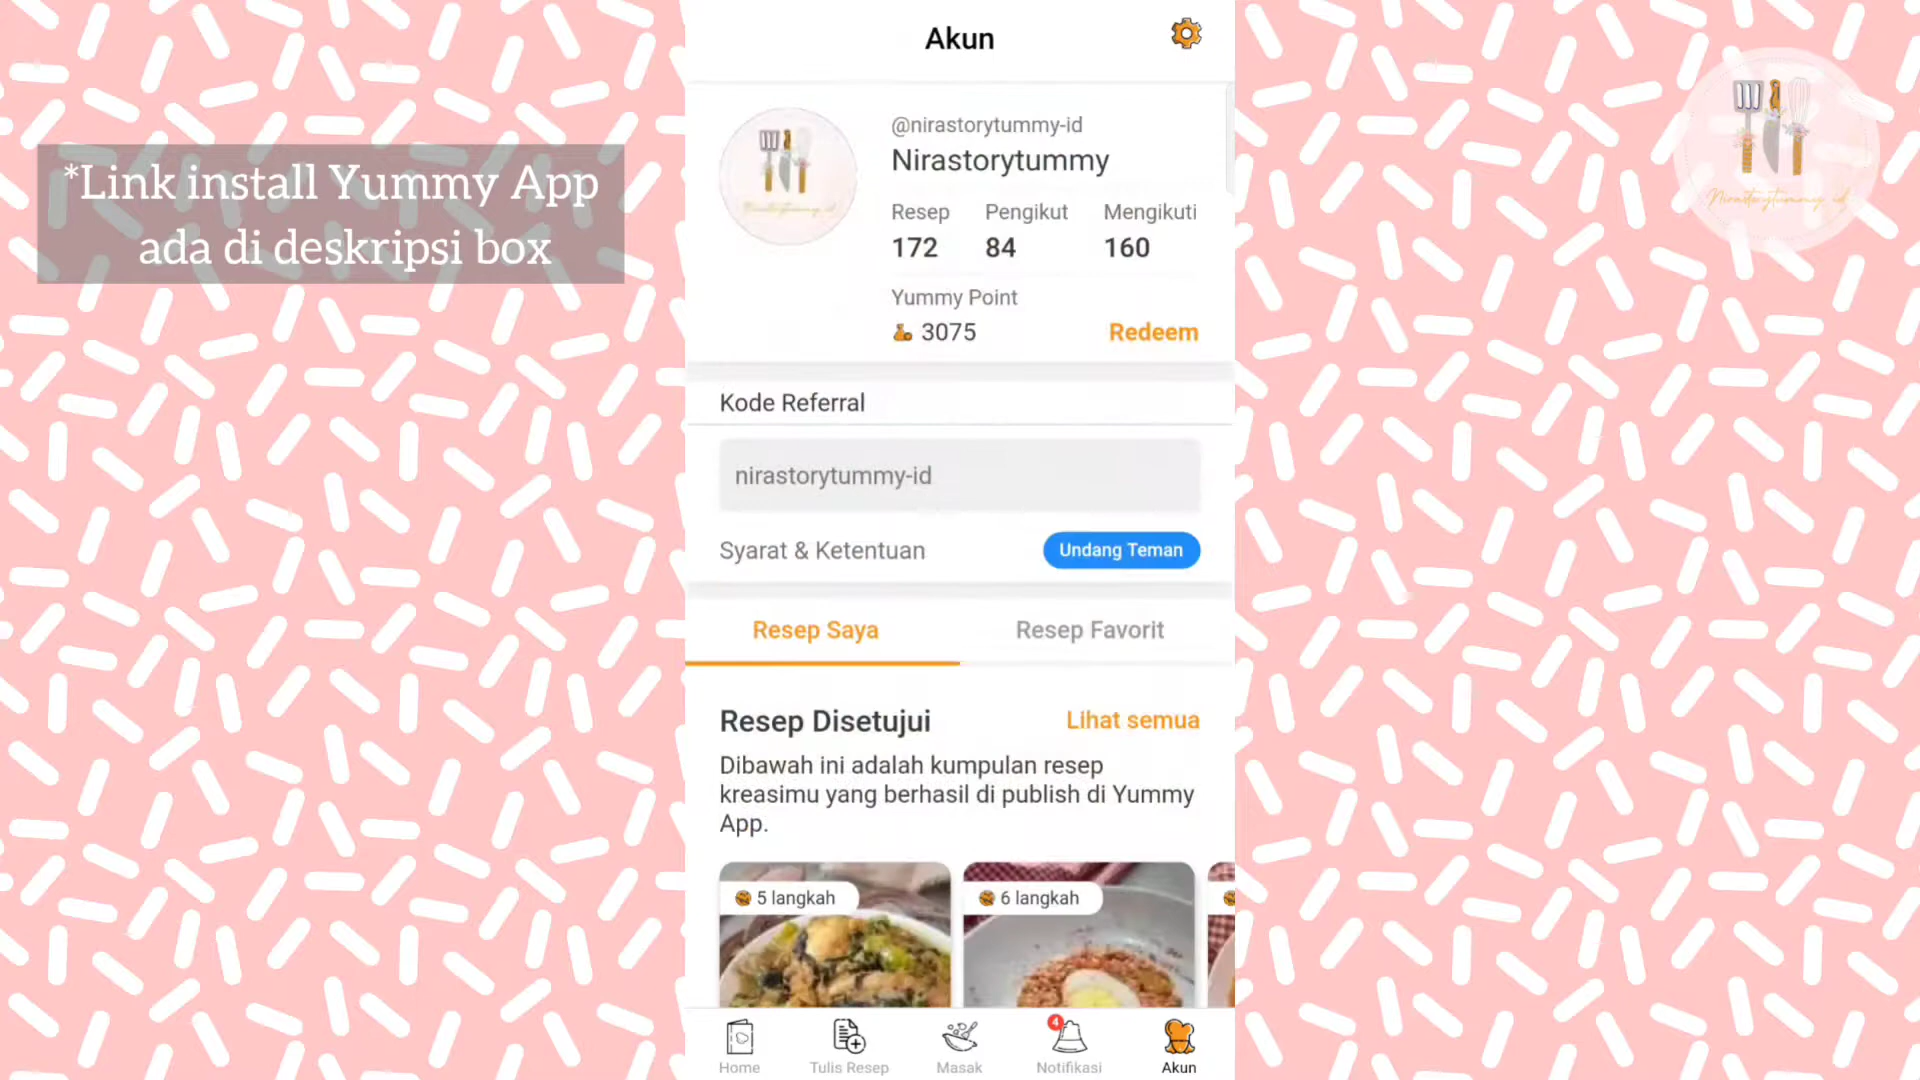 *Link install Yummy App
ada di deskripsi box
Akun
@nirastorytummy-id
Nirastorytummy
Resep Pengikut Mengikuti
172 84 160
Yummy Point
3075 Redeem
Kode Referral
nirastorytummy-id
Syarat & Ketentuan Undang Teman
Resep Saya Resep Favorit
Resep Disetujui Lihat semua
Dibawah ini adalah kumpulan resep
kreasimu yang berhasil di publish di Yummy
App.
5 langkah 6 langkah
4
Home Tulis Resep Masak Notifikasi Akun
Nirastorytummy_id